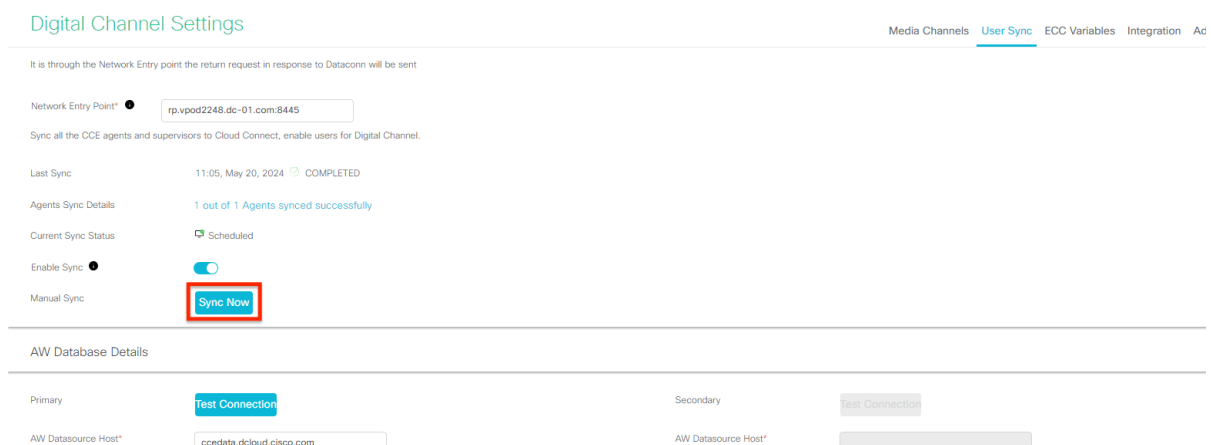 Digital Channel Settings
Media Channels User Sync ECC Variables Integration Ad
It is through the Network Entry point the return request in response to Dataconn will be sent
Network Entry Point* rp.vpod2248.dc-01.com:8445
Sync all the CCE agents and supervisors to Cloud Connect, enable users for Digital Channel.
Last Sync 11:05, May 20, 2024 COMPLETED
Agents Sync Details 1 out of 1 Agents synced successfully
Current Sync Status Scheduled
Enable Sync
Manual Sync Sync Now
AW Database Details
Primary Test Connection Secondary Test Connection
AW Datasource Host* ccedata.dcloud.cisco.com AW Datasource Host*